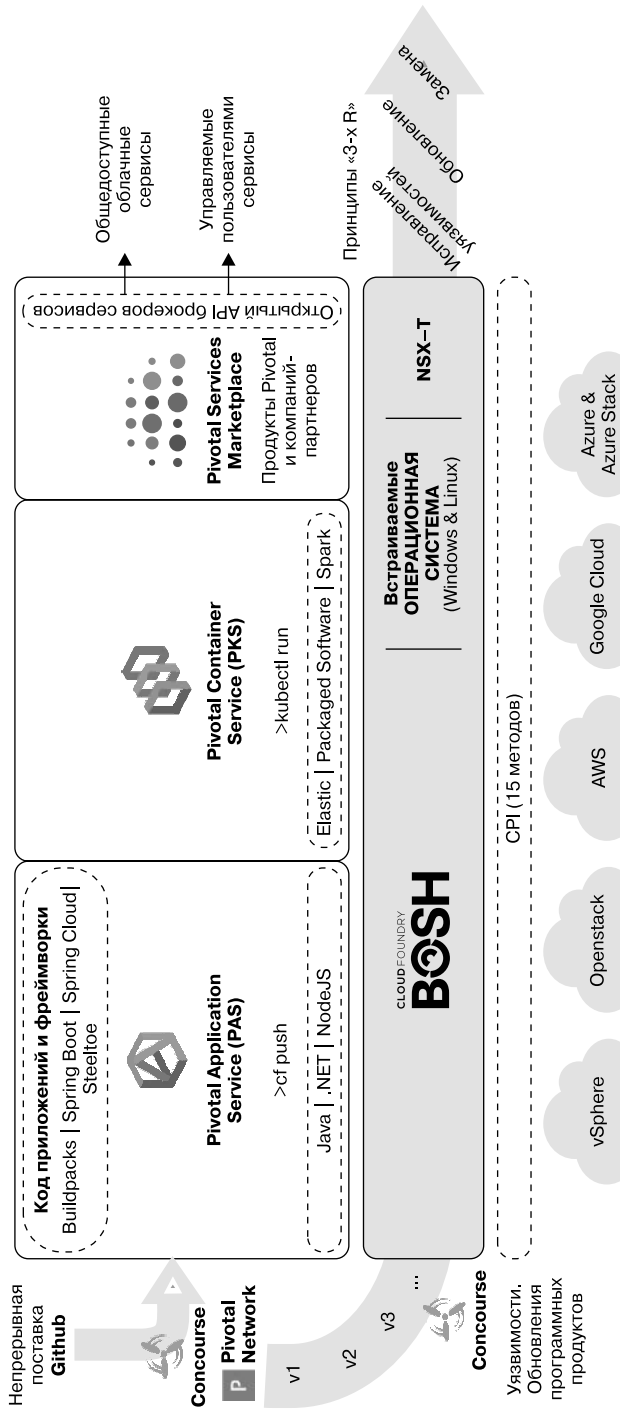 Непрерывная
поставка
Github
Concourse
P
Pivotal
Network
v1
v2
v3
...
Concourse
Уязвимости.
Обновления
программных
продуктов
Код приложений и фреймворки
Buildpacks | Spring Boot | Spring Cloud|
Steeltoe
Pivotal Application
Service (PAS)
>cf push
Java | .NET | NodeJS
Pivotal Container
Service (PKS)
>kubectl run
Elastic | Packaged Software | Spark
Pivotal Services
Marketplace
Продукты Pivotal
и компаний-
партнеров
Открытый API брокеров сервисов
Общедоступные
облачные
сервисы
Управляемые
пользователями
сервисы
CLOUD FOUNDRY
BOSH
Встраиваемые
ОПЕРАЦИОННАЯ
СИСТЕМА
(Windows & Linux)
NSX–T
Принципы «3-х R»
Исправление
уязвимостей
Обновление
Замена
CPI (15 методов)
vSphere
Openstack
AWS
Google Cloud
Azure &
Azure Stack